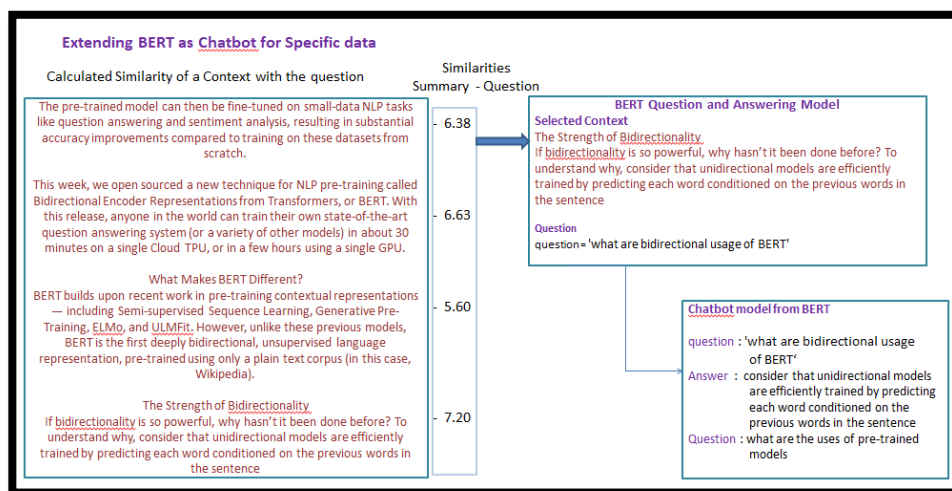 Extending BERT as Chatbot for Specific data
Calculated Similarity of a Context with the question
Similarities
Summary - Question
The pre-trained model can then be fine-tuned on small-data NLP tasks
like question answering and sentiment analysis, resulting in substantial
accuracy improvements compared to training on these datasets from
scratch.
- 6.38
This week, we open sourced a new technique for NLP pre-training called
Bidirectional Encoder Representations from Transformers, or BERT. With
this release, anyone in the world can train their own state-of-the-art
question answering system (or a variety of other models) in about 30
minutes on a single Cloud TPU, or in a few hours using a single GPU.
- 6.63
What Makes BERT Different?
BERT builds upon recent work in pre-training contextual representations
— including Semi-supervised Sequence Learning, Generative Pre-
Training, ELMo, and ULMFit. However, unlike these previous models,
BERT is the first deeply bidirectional, unsupervised language
representation, pre-trained using only a plain text corpus (in this case,
Wikipedia).
- 5.60
The Strength of Bidirectionality
If bidirectionality is so powerful, why hasn't it been done before? To
understand why, consider that unidirectional models are efficiently
trained by predicting each word conditioned on the previous words in
the sentence
- 7.20
BERT Question and Answering Model
Selected Context
The Strength of Bidirectionality
If bidirectionality is so powerful, why hasn't it been done before? To
understand why, consider that unidirectional models are efficiently
trained by predicting each word conditioned on the previous words in
the sentence
Question
question= 'what are bidirectional usage of BERT'
Chatbot model from BERT
question : 'what are bidirectional usage
of BERT'
Answer : consider that unidirectional models
are efficiently trained by predicting
each word conditioned on the
previous words in the sentence
Question : what are the uses of pre-trained
models